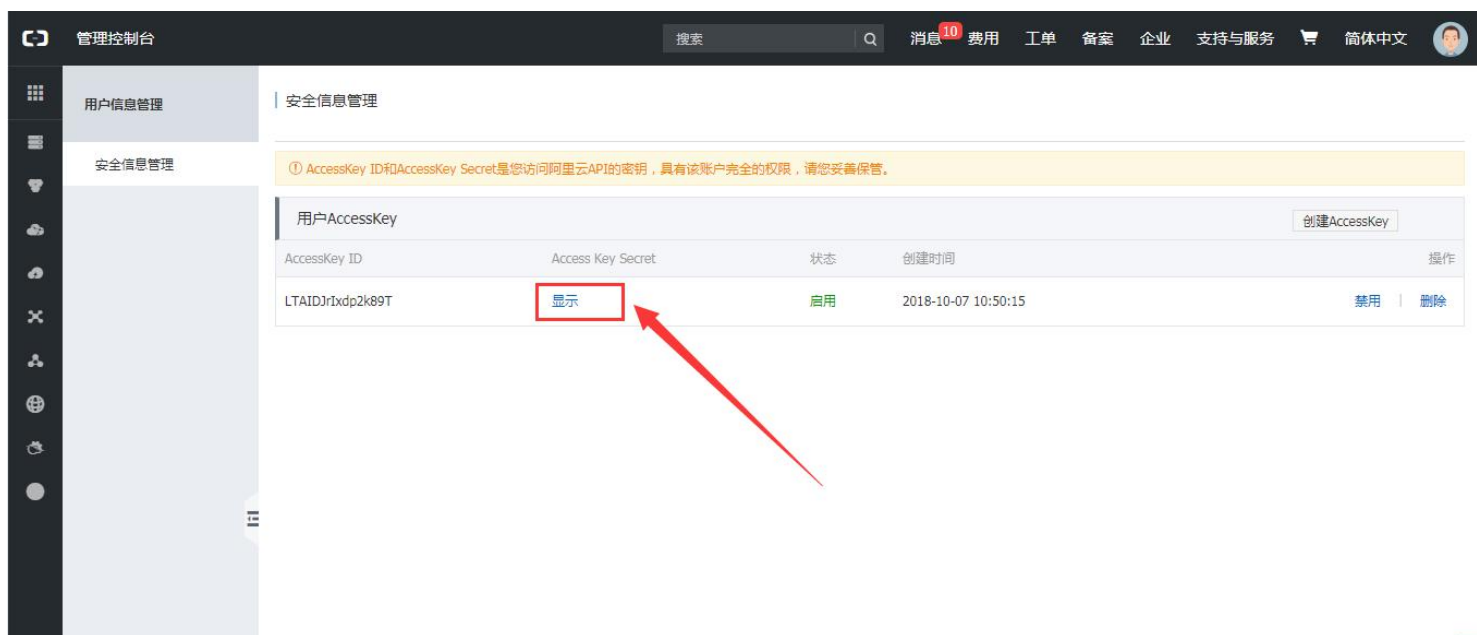 管理控制台 搜索 消息 10 费用 工单 备案 企业 支持与服务 简体中文
用户信息管理
安全信息管理
安全信息管理
AccessKey ID和AccessKey Secret是您访问阿里云API的密钥，具有该账户完全的权限，请您妥善保管。
用户AccessKey 创建AccessKey
AccessKey ID Access Key Secret 状态 创建时间 操作
LTAIDJrIxdp2k89T 显示 启用 2018-10-07 10:50:15 禁用 | 删除